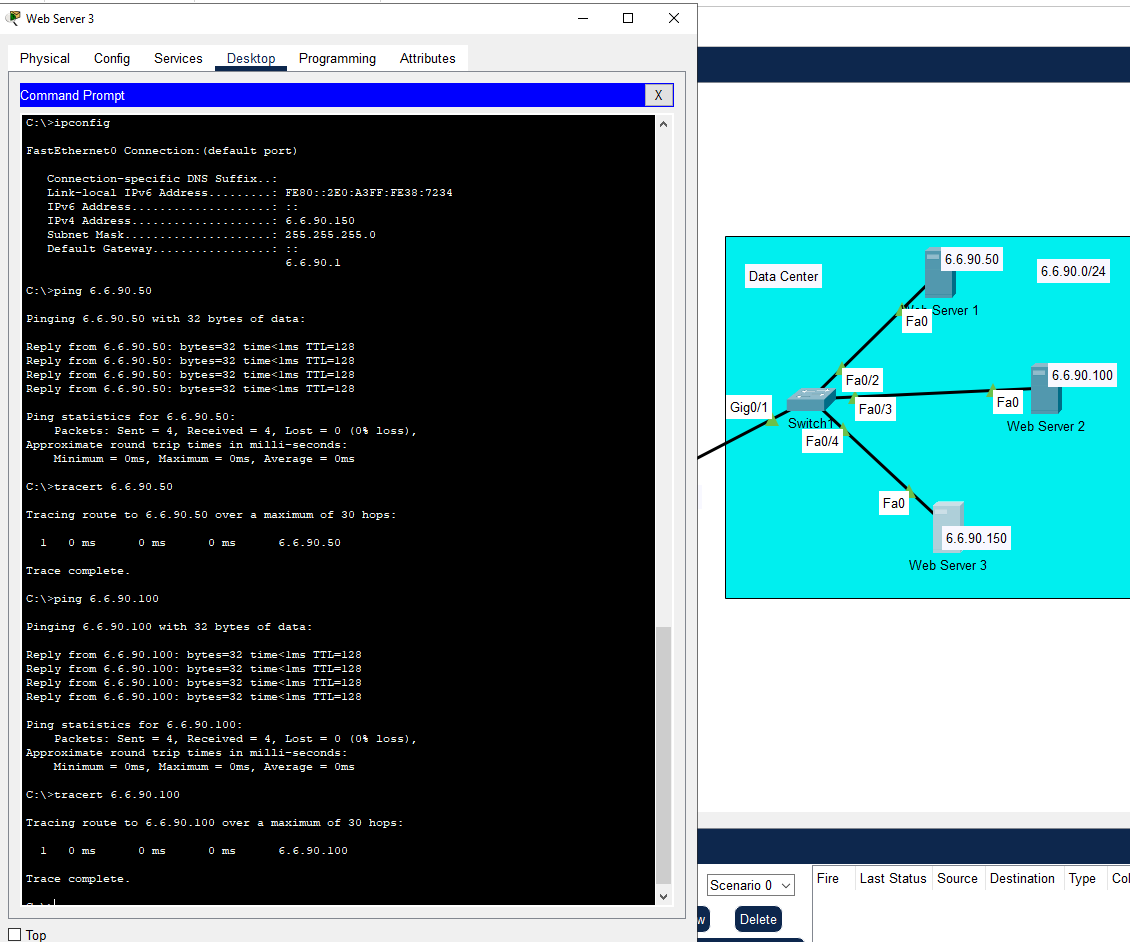 Web Server 3
Physical Config Services Desktop Programming Attributes
Command Prompt X
C:\>ipconfig
FastEthernet0 Connection:(default port)
Connection-specific DNS Suffix..:
Link-local IPv6 Address.........: FE80::2E0:A3FF:FE38:7234
IPv6 Address....................: ::
IPv4 Address....................: 6.6.90.150
Subnet Mask.....................: 255.255.255.0
Default Gateway.................: ::
6.6.90.1
C:\>ping 6.6.90.50
Pinging 6.6.90.50 with 32 bytes of data:
Reply from 6.6.90.50: bytes=32 time<1ms TTL=128
Reply from 6.6.90.50: bytes=32 time<1ms TTL=128
Reply from 6.6.90.50: bytes=32 time<1ms TTL=128
Reply from 6.6.90.50: bytes=32 time<1ms TTL=128
Ping statistics for 6.6.90.50:
Packets: Sent = 4, Received = 4, Lost = 0 (0% loss),
Approximate round trip times in milli-seconds:
Minimum = 0ms, Maximum = 0ms, Average = 0ms
C:\>tracert 6.6.90.50
Tracing route to 6.6.90.50 over a maximum of 30 hops:
1 0 ms 0 ms 0 ms 6.6.90.50
Trace complete.
C:\>ping 6.6.90.100
Pinging 6.6.90.100 with 32 bytes of data:
Reply from 6.6.90.100: bytes=32 time<1ms TTL=128
Reply from 6.6.90.100: bytes=32 time<1ms TTL=128
Reply from 6.6.90.100: bytes=32 time<1ms TTL=128
Reply from 6.6.90.100: bytes=32 time<1ms TTL=128
Ping statistics for 6.6.90.100:
Packets: Sent = 4, Received = 4, Lost = 0 (0% loss),
Approximate round trip times in milli-seconds:
Minimum = 0ms, Maximum = 0ms, Average = 0ms
C:\>tracert 6.6.90.100
Tracing route to 6.6.90.100 over a maximum of 30 hops:
1 0 ms 0 ms 0 ms 6.6.90.100
Trace complete.
Top
Data Center
6.6.90.50
6.6.90.0/24
Web Server 1
Fa0
Fa0/2
6.6.90.100
Gig0/1
Fa0/3
Fa0
Switch1
Web Server 2
Fa0/4
Fa0
6.6.90.150
Web Server 3
Scenario 0
Fire Last Status Source Destination Type
Delete